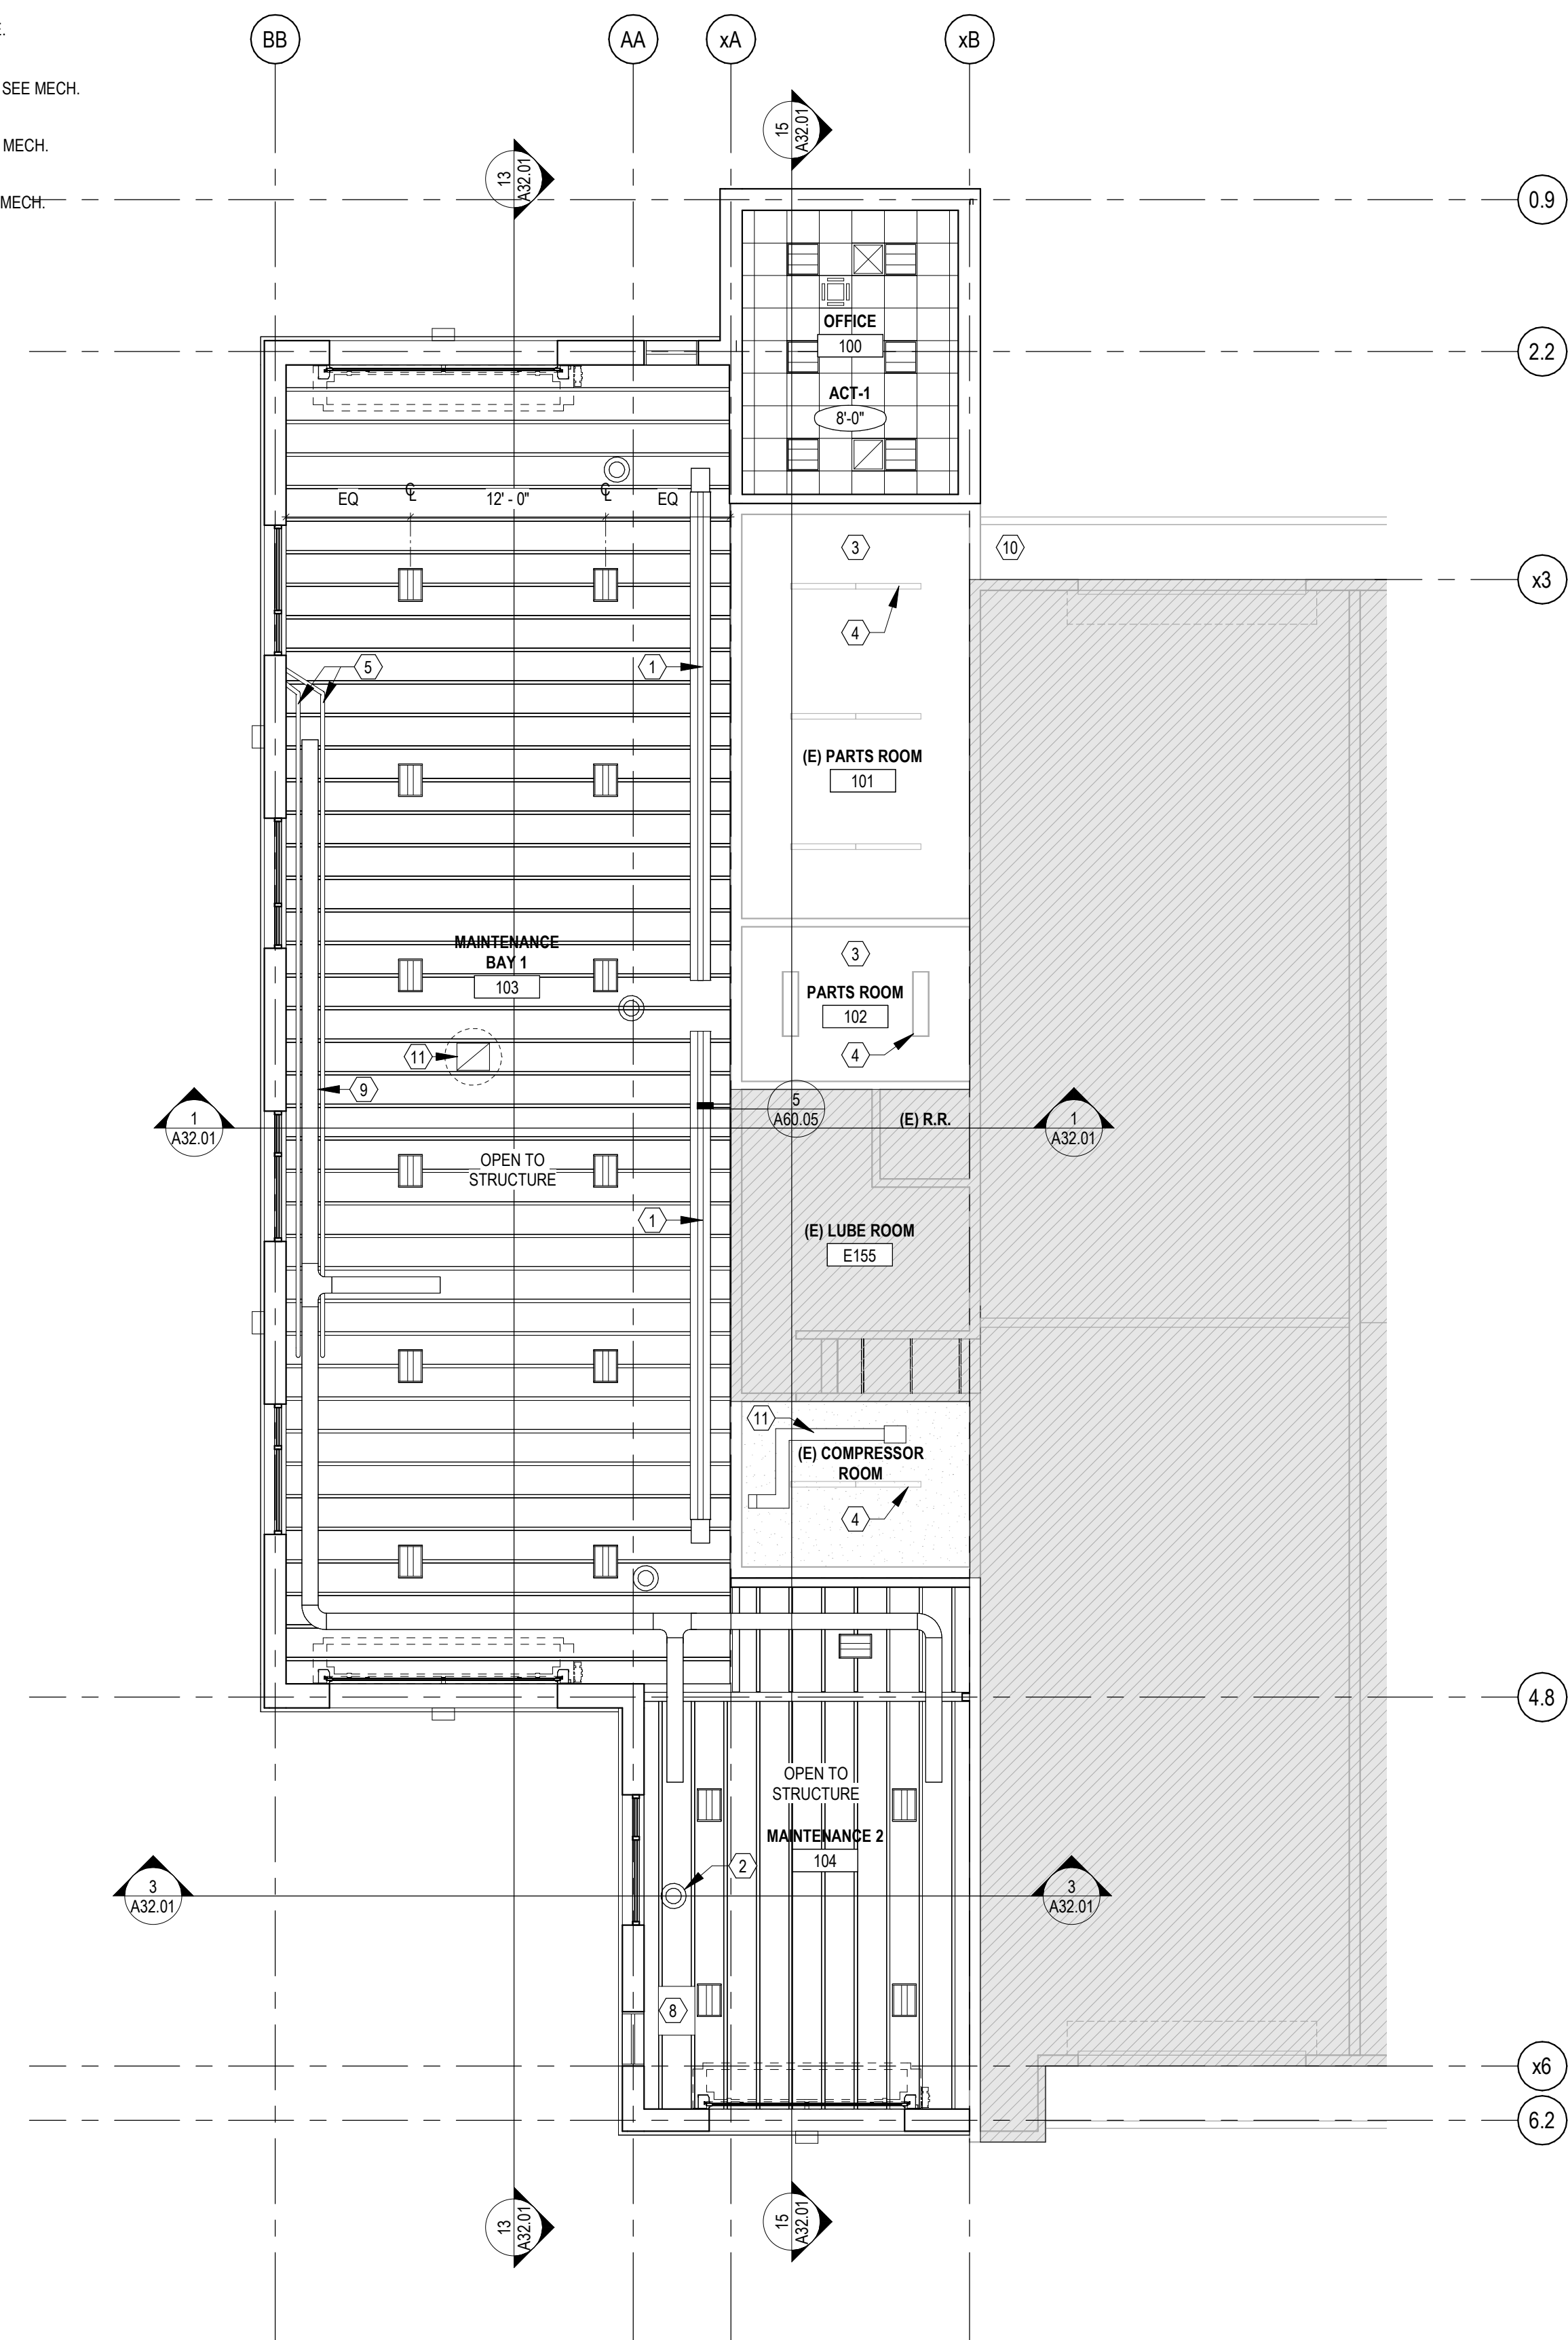 E.
SEE MECH.
MECH.
MECH.
BB
AA
xA
xB
15
A32.01
13
A32.01
0.9
2.2
OFFICE
100
ACT-1
8'-0"
EQ
℄
12' - 0"
℄
EQ
3
10
x3
4
5
1
(E) PARTS ROOM
101
MAINTENANCE
BAY 1
103
3
PARTS ROOM
102
4
11
9
1
A32.01
5
A60.05
(E) R.R.
1
A32.01
OPEN TO
STRUCTURE
1
(E) LUBE ROOM
E155
11
(E) COMPRESSOR
ROOM
4
4.8
OPEN TO
STRUCTURE
MAINTENANCE 2
104
2
3
A32.01
3
A32.01
8
x6
6.2
13
A32.01
15
A32.01